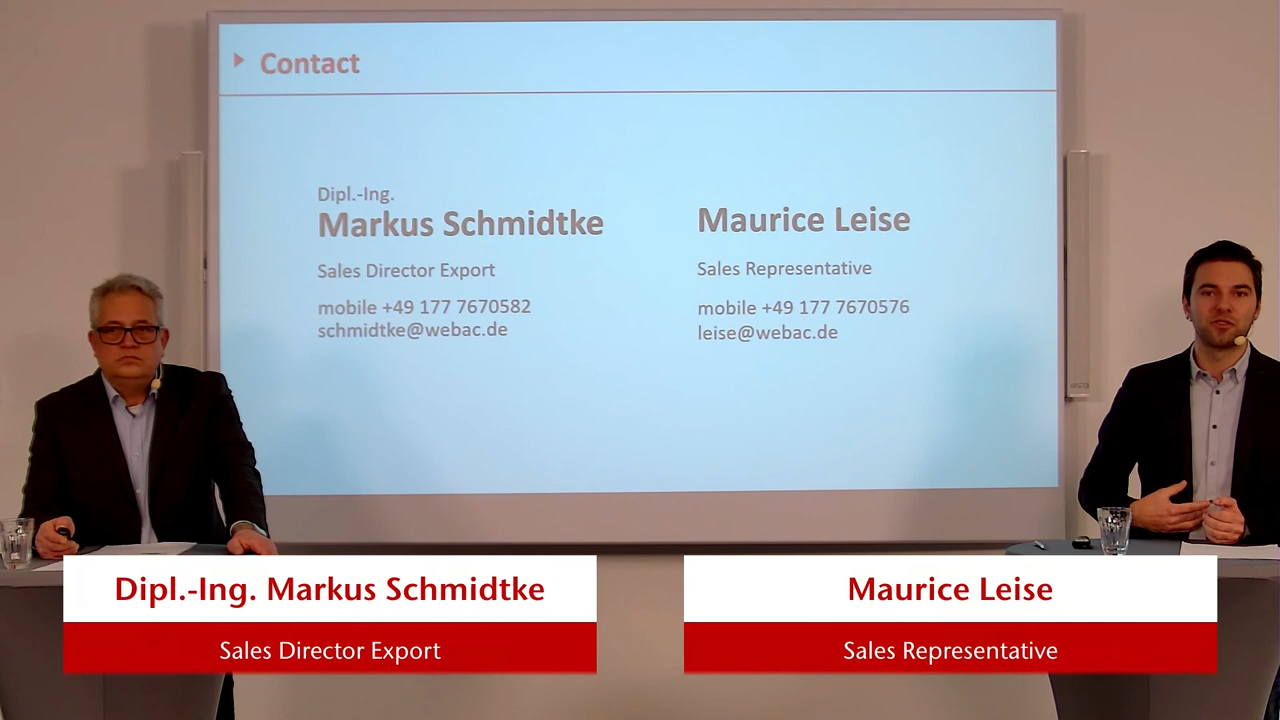 Contact
Dipl.-Ing.
Markus Schmidtke
Sales Director Export
mobile +49 177 7670582
schmidtke@webac.de
Maurice Leise
Sales Representative
mobile +49 177 7670576
leise@webac.de
Dipl.-Ing. Markus Schmidtke
Sales Director Export
Maurice Leise
Sales Representative